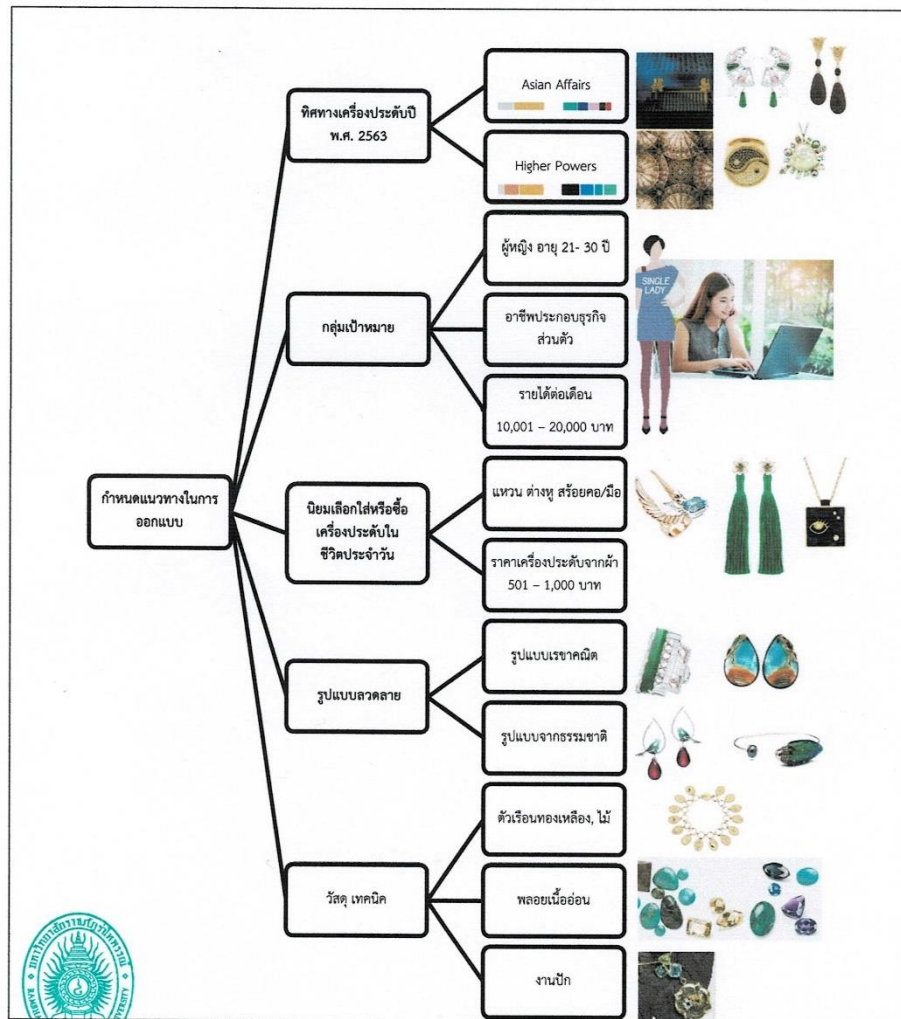 ทิศทางเครื่องประดับปี
พ.ศ. 2563
Asian Affairs
Higher Powers
กลุ่มเป้าหมาย
ผู้หญิง อายุ 21- 30 ปี
SINGLE
LADY
อาชีพประกอบธุรกิจ
ส่วนตัว
รายได้ต่อเดือน
10,001 – 20,000 บาท
กำหนดแนวทางในการ
ออกแบบ
นิยมเลือกใส่หรือซื้อ
เครื่องประดับใน
ชีวิตประจำวัน
แหวน ต่างหู สร้อยคอ/มือ
ราคาเครื่องประดับจากผ้า
501 – 1,000 บาท
รูปแบบลวดลาย
รูปแบบเรขาคณิต
รูปแบบจากธรรมชาติ
วัสดุ เทคนิค
ตัวเรือนทองเหลือง, ไม้
พลอยเนื้ออ่อน
งานปัก